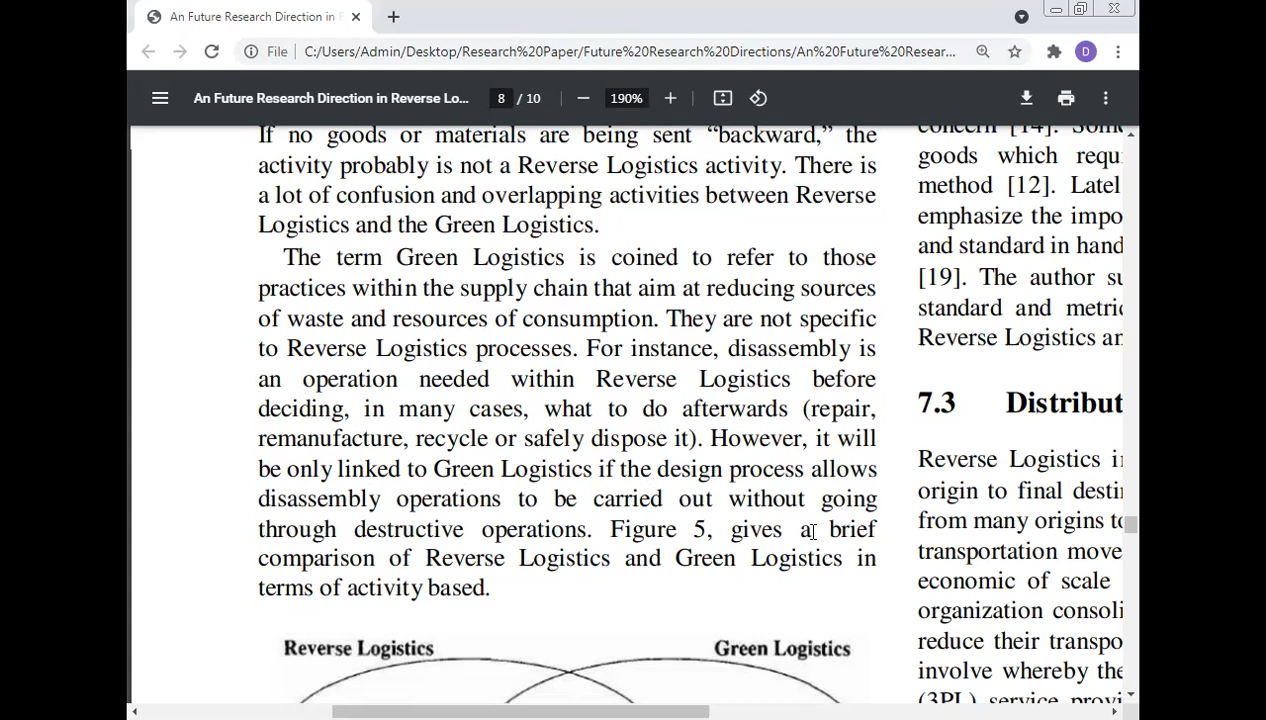 An Future Research Direction in
File C:/Users/Admin/Desktop/Research%20Paper/Future%20Research%20Directions/An%20Future%20Resear...
D
An Future Research Direction in Reverse Lo...
8 / 10
190%
If no goods or materials are being sent “backward,” the
activity probably is not a Reverse Logistics activity. There is
a lot of confusion and overlapping activities between Reverse
Logistics and the Green Logistics.
The term Green Logistics is coined to refer to those
practices within the supply chain that aim at reducing sources
of waste and resources of consumption. They are not specific
to Reverse Logistics processes. For instance, disassembly is
an operation needed within Reverse Logistics before
deciding, in many cases, what to do afterwards (repair,
remanufacture, recycle or safely dispose it). However, it will
be only linked to Green Logistics if the design process allows
disassembly operations to be carried out without going
through destructive operations. Figure 5, gives a brief
comparison of Reverse Logistics and Green Logistics in
terms of activity based.
Reverse Logistics
Green Logistics
concern [14]. Some
goods which requ
method [12]. Latel
emphasize the impo
and standard in hand
[19]. The author su
standard and metri
Reverse Logistics an
7.3 Distribut
Reverse Logistics i
origin to final desti
from many origins to
transportation move
economic of scale
organization consoli
reduce their transpo
involve whereby the
(3PL) service provi